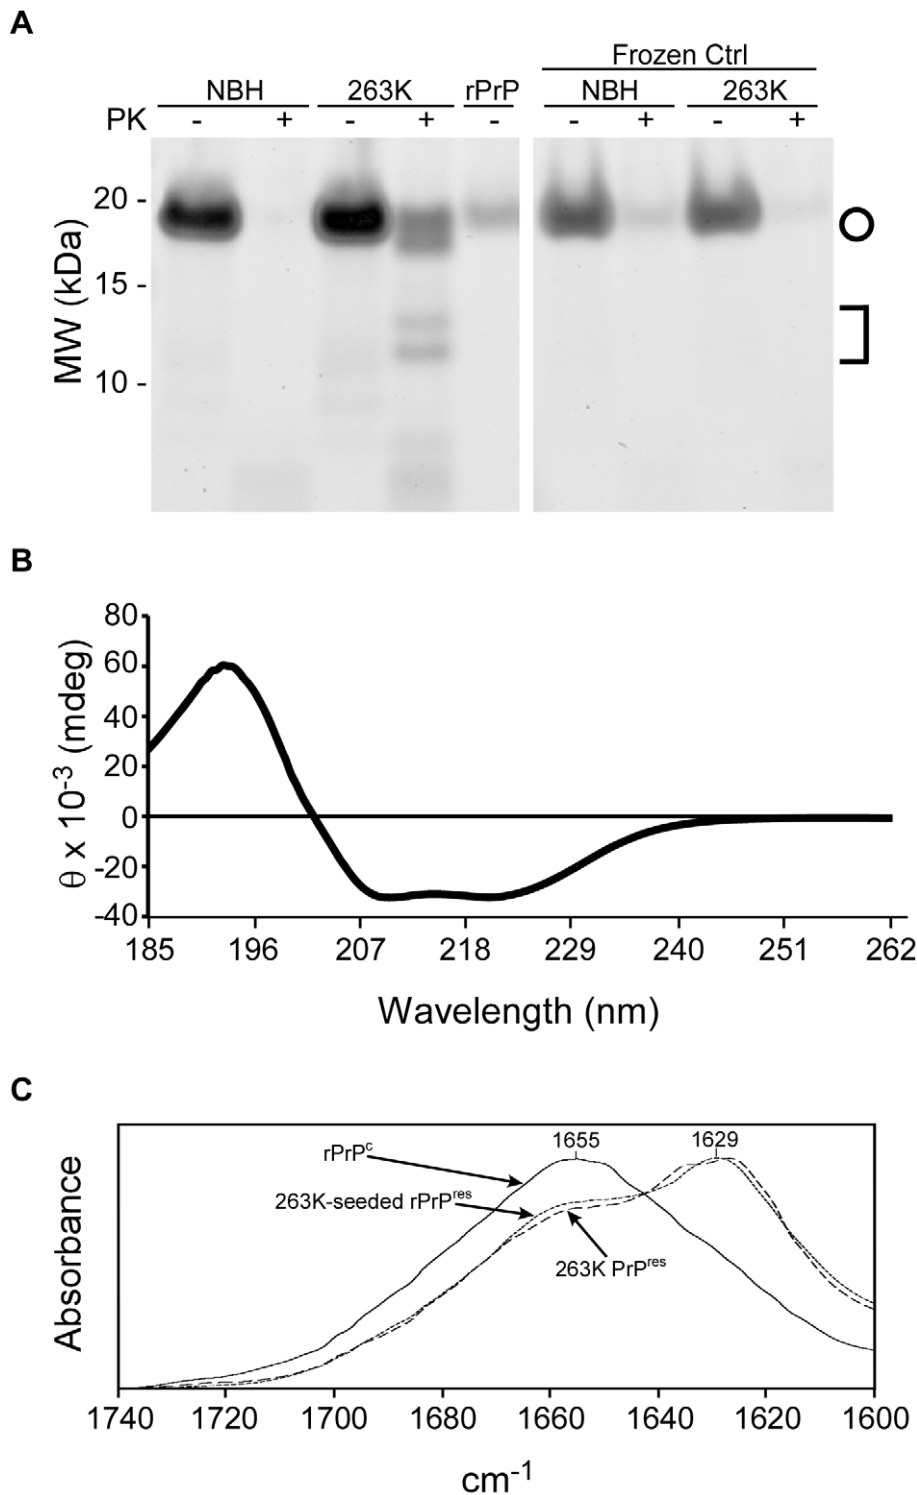 A
Frozen Ctrl
NBH 263K rPrP NBH 263K
PK - + - + - - + - +
20 -
15 -
10 -
MW (kDa)
B
80
60
40
20
0
-20
-40
θ x 10⁻³ (mdeg)
185 196 207 218 229 240 251 262
Wavelength (nm)
C
1655 1629
rPrPᶜ
263K-seeded rPrPʳᵉˢ
263K PrPʳᵉˢ
Absorbance
1740 1720 1700 1680 1660 1640 1620 1600
cm⁻¹